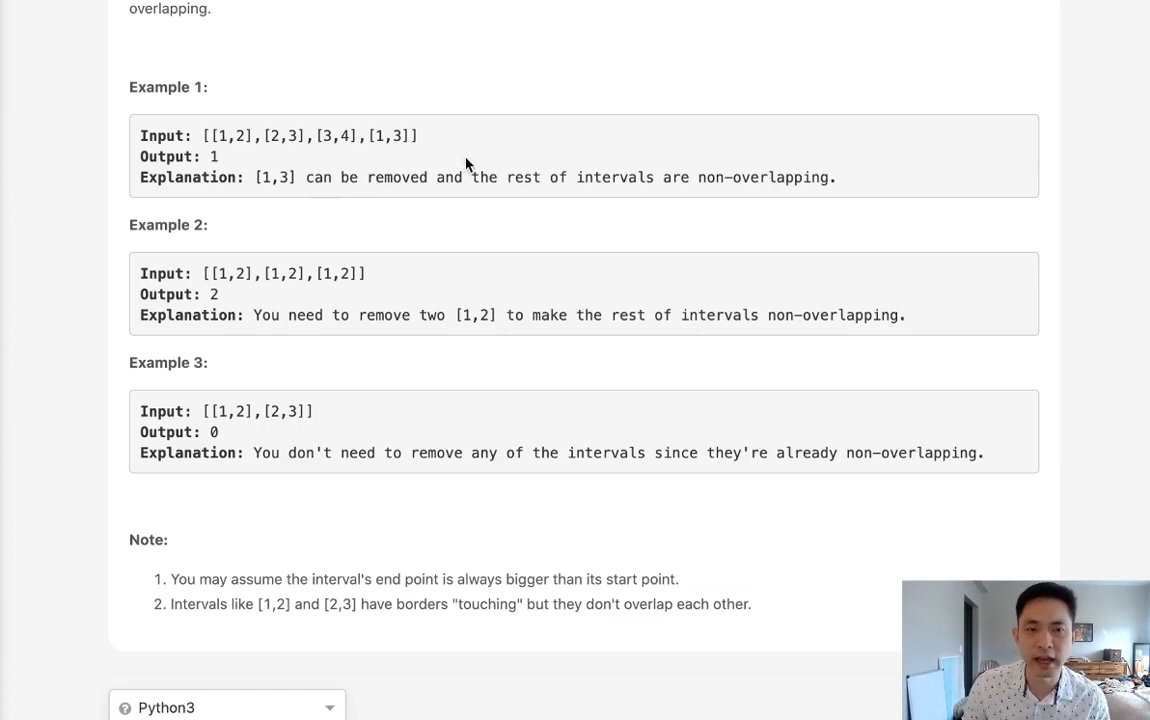 overlapping.
Example 1:
Input: [[1,2],[2,3],[3,4],[1,3]]
Output: 1
Explanation: [1,3] can be removed and the rest of intervals are non-overlapping.
Example 2:
Input: [[1,2],[1,2],[1,2]]
Output: 2
Explanation: You need to remove two [1,2] to make the rest of intervals non-overlapping.
Example 3:
Input: [[1,2],[2,3]]
Output: 0
Explanation: You don't need to remove any of the intervals since they're already non-overlapping.
Note:
1. You may assume the interval's end point is always bigger than its start point.
2. Intervals like [1,2] and [2,3] have borders "touching" but they don't overlap each other.
Python3